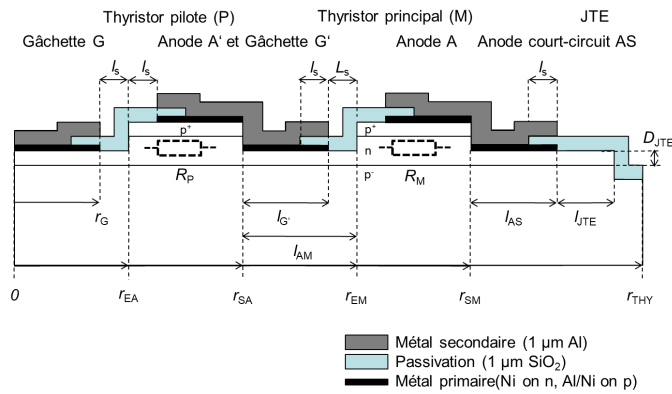 Thyristor pilote (P) Thyristor principal (M) JTE
Gâchette G Anode A' et Gâchette G' Anode A Anode court-circuit AS
ls ls ls Ls ls
p+ p+ n p- DJTE
RP RM
rG lG' lAS lJTE
lAM
0 rEA rSA rEM rSM rTHY
Métal secondaire (1 µm Al)
Passivation (1 µm SiO2)
Métal primaire(Ni on n, Al/Ni on p)